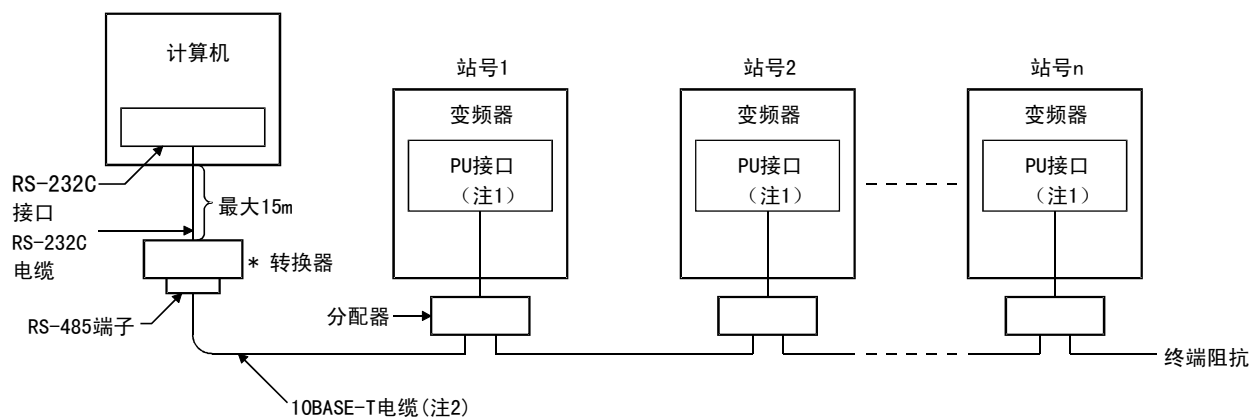 计算机
站号1
站号2
站号n
变频器
变频器
变频器
PU接口
（注1）
PU接口
（注1）
PU接口
（注1）
RS-232C
接口
最大15m
RS-232C
电缆
* 转换器
RS-485端子
分配器
终端阻抗
10BASE-T电缆(注2)